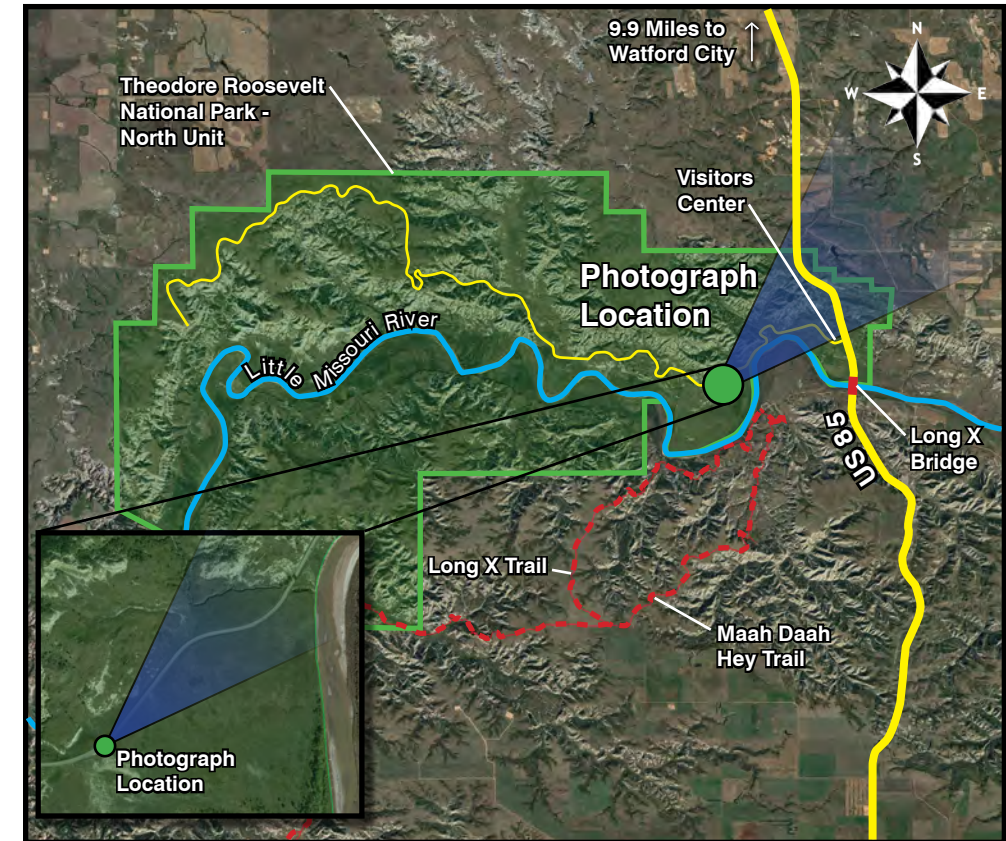 9.9 Miles to
Watford City
N
W
E
S
Theodore Roosevelt
National Park -
North Unit
Visitors
Center
Photograph
Location
Little Missouri River
US 85
Long X
Bridge
Long X Trail
Maah Daah
Hey Trail
Photograph
Location